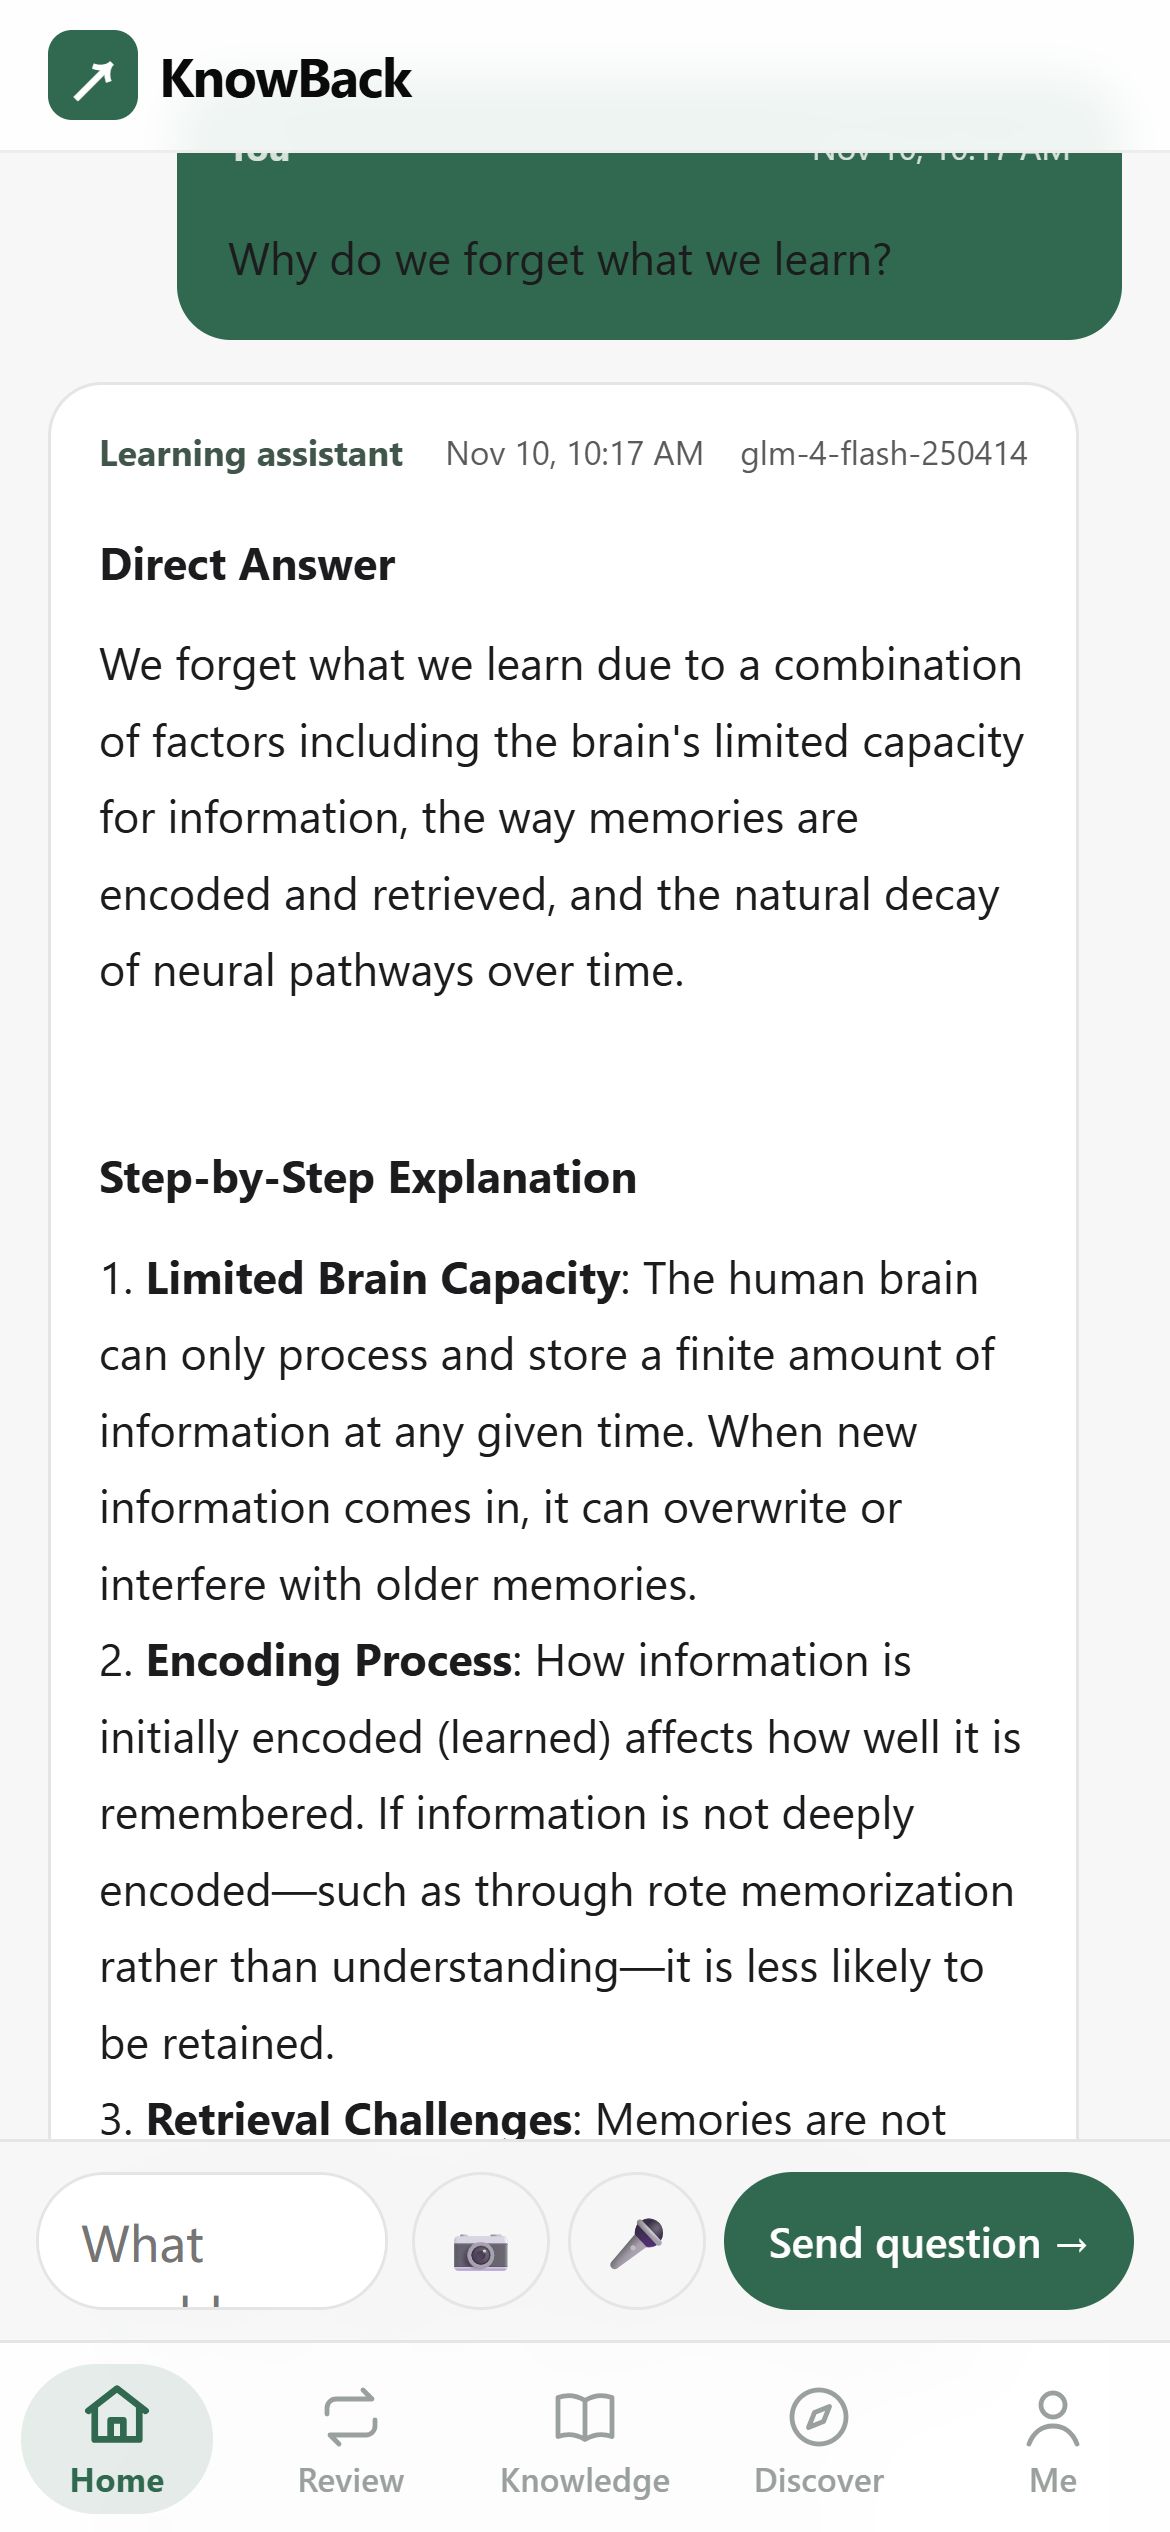 KnowBack
You Nov 10, 10:17 AM
Why do we forget what we learn?
Learning assistant Nov 10, 10:17 AM glm-4-flash-250414
Direct Answer
We forget what we learn due to a combination
of factors including the brain's limited capacity
for information, the way memories are
encoded and retrieved, and the natural decay
of neural pathways over time.
Step-by-Step Explanation
1. Limited Brain Capacity: The human brain
can only process and store a finite amount of
information at any given time. When new
information comes in, it can overwrite or
interfere with older memories.
2. Encoding Process: How information is
initially encoded (learned) affects how well it is
remembered. If information is not deeply
encoded—such as through rote memorization
rather than understanding—it is less likely to
be retained.
3. Retrieval Challenges: Memories are not
What
Send question →
Home Review Knowledge Discover Me